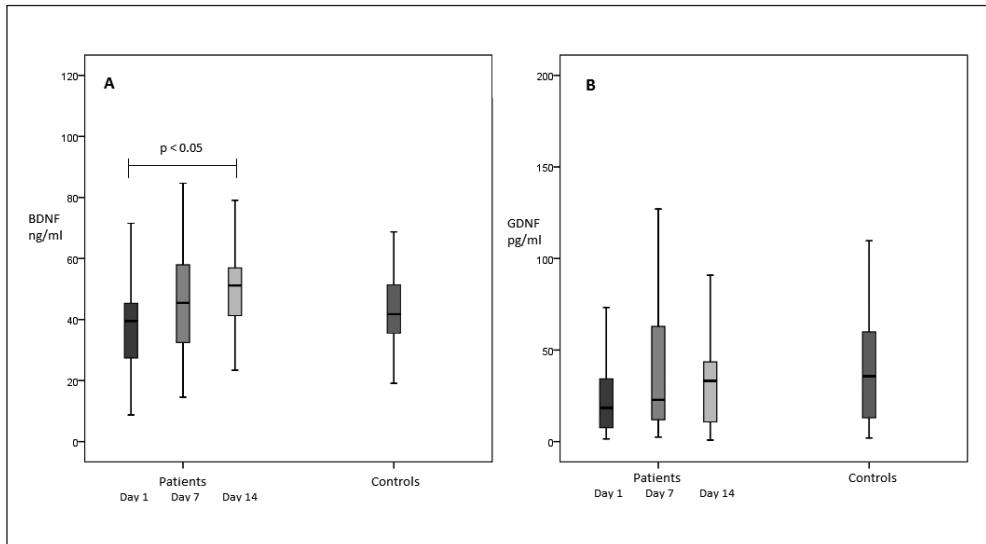 A
120
100
80
60
40
20
0
BDNF
ng/ml
p < 0.05
Patients
Controls
Day 1 Day 7 Day 14
B
200
150
100
50
0
GDNF
pg/ml
Patients
Controls
Day 1 Day 7 Day 14